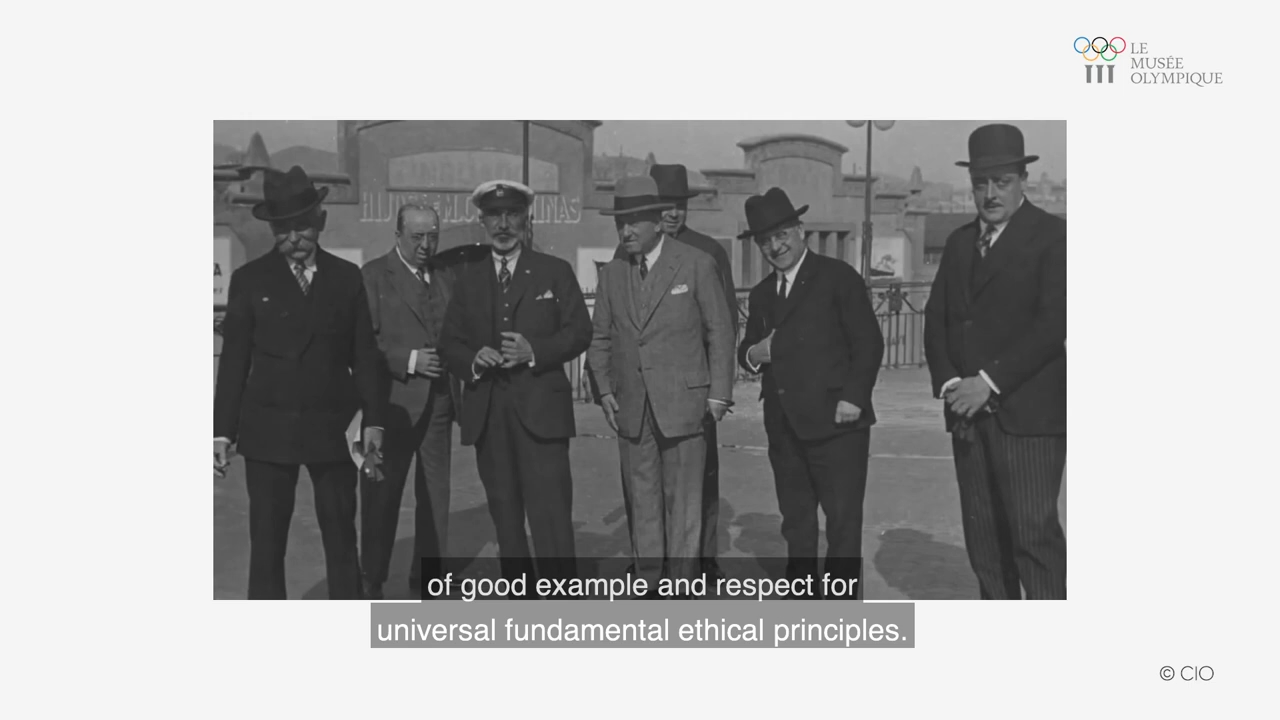 LE
MUSÉE
OLYMPIQUE
of good example and respect for
universal fundamental ethical principles.
© CIO